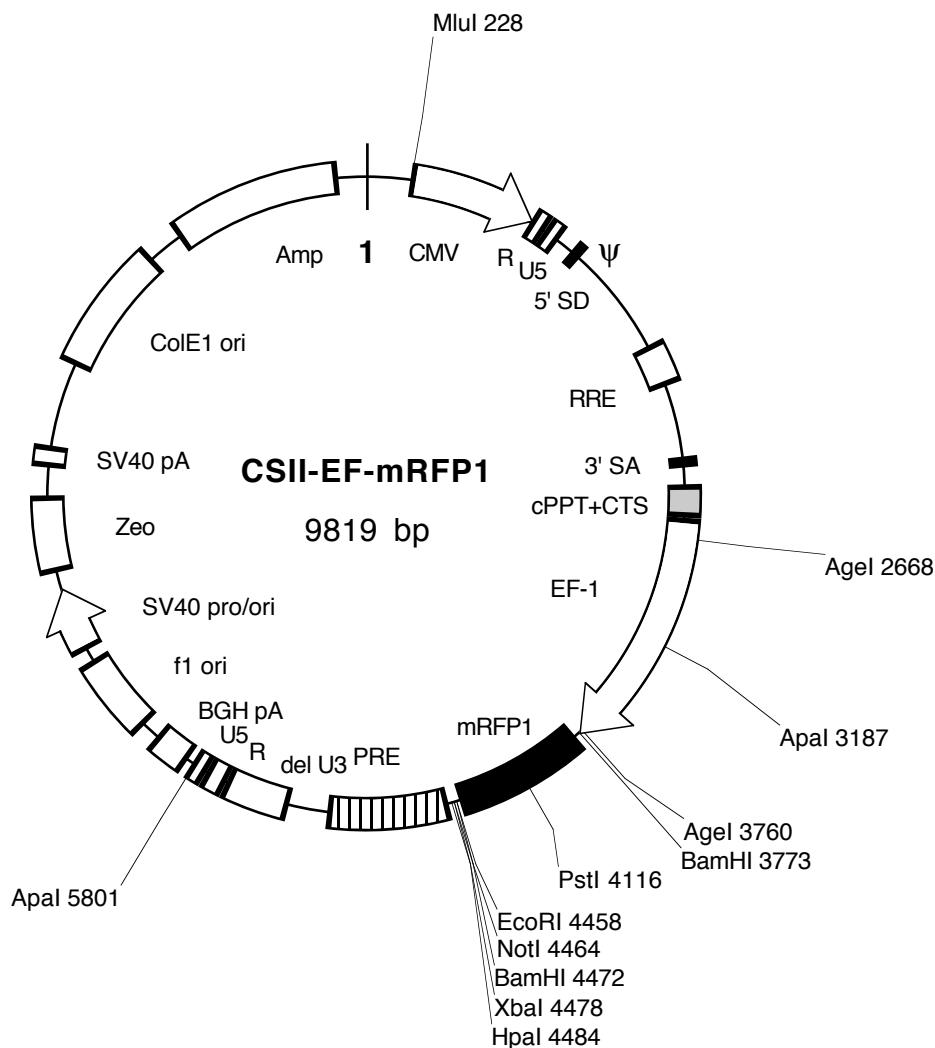 MluI 228
Amp
1
CMV
R
U5
ψ
5' SD
ColE1 ori
RRE
SV40 pA
CSII-EF-mRFP1
3' SA
cPPT+CTS
9819 bp
Zeo
AgeI 2668
EF-1
SV40 pro/ori
f1 ori
BGH pA
U5
R
del U3
PRE
mRFP1
ApaI 3187
AgeI 3760
BamHI 3773
PstI 4116
ApaI 5801
EcoRI 4458
NotI 4464
BamHI 4472
XbaI 4478
HpaI 4484